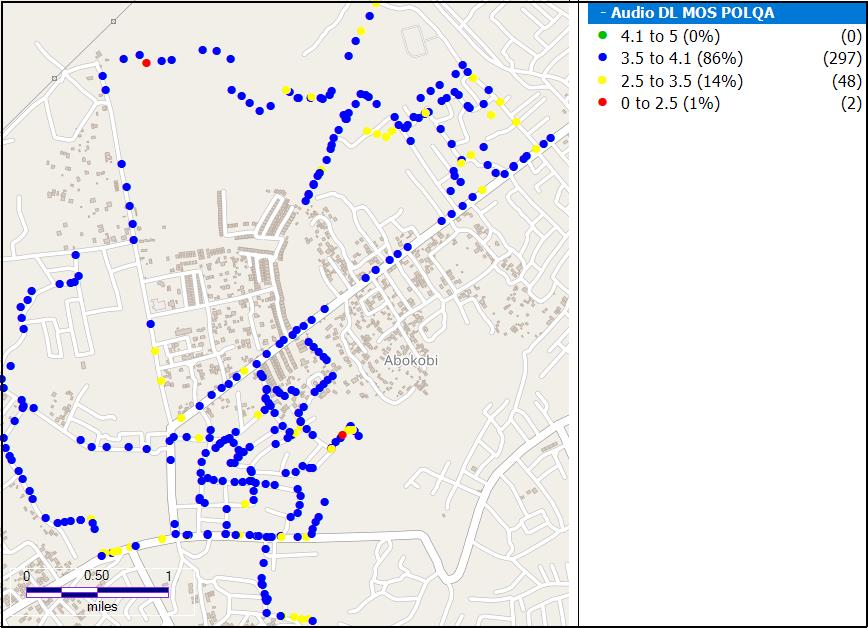 - Audio DL MOS POLQA
4.1 to 5 (0%) (0)
3.5 to 4.1 (86%) (297)
2.5 to 3.5 (14%) (48)
0 to 2.5 (1%) (2)
Abokobi
0 0:50 1
miles